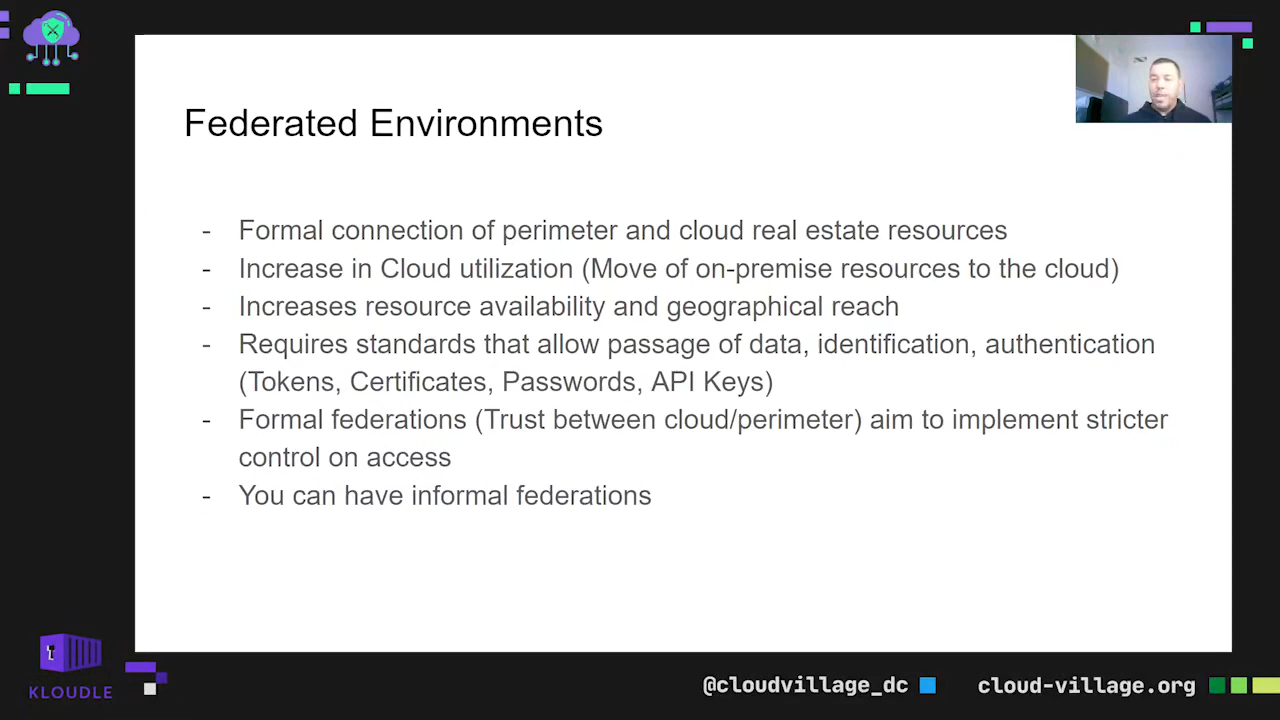 Federated Environments
- Formal connection of perimeter and cloud real estate resources
- Increase in Cloud utilization (Move of on-premise resources to the cloud)
- Increases resource availability and geographical reach
- Requires standards that allow passage of data, identification, authentication
(Tokens, Certificates, Passwords, API Keys)
- Formal federations (Trust between cloud/perimeter) aim to implement stricter
control on access
- You can have informal federations
KLOUDLE
@cloudvillage_dc
cloud-village.org